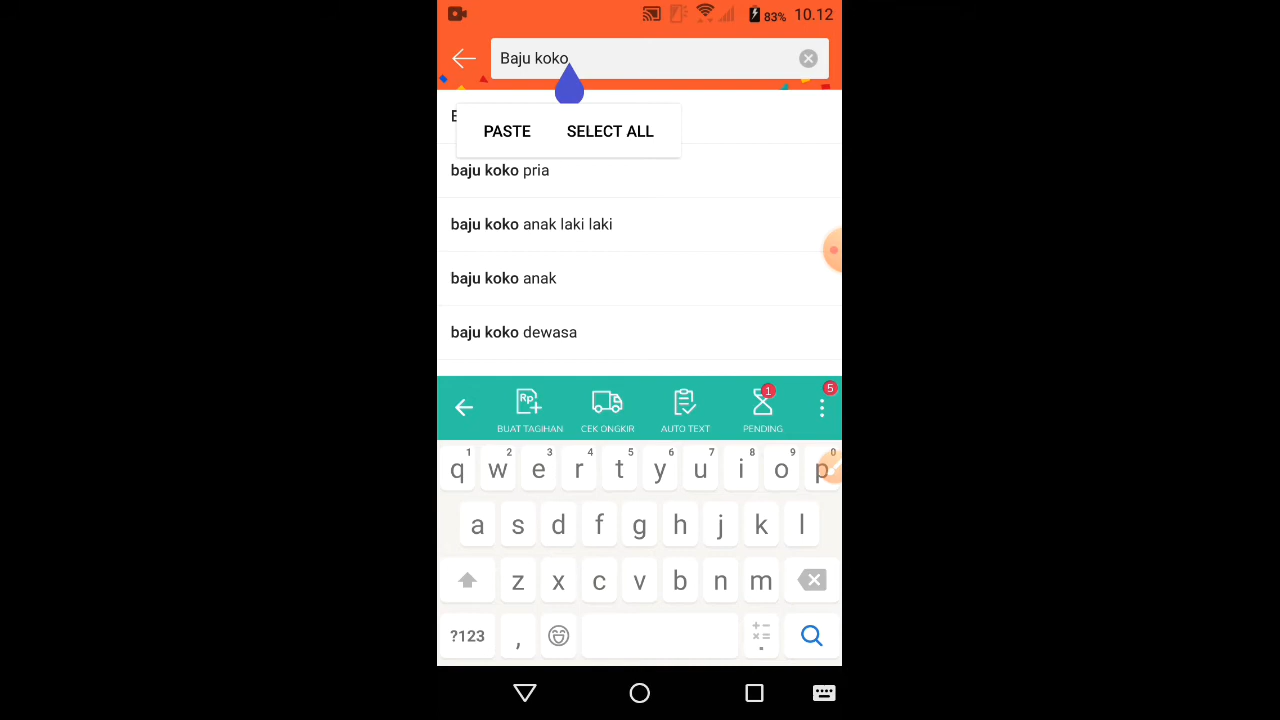 83% 10.12
Baju koko
PASTE SELECT ALL
baju koko pria
baju koko anak laki laki
baju koko anak
baju koko dewasa
Rp 1 5
BUAT TAGIHAN CEK ONGKIR AUTO TEXT PENDING
1 2 3 4 5 6 7 8 9 0
q w e r t y u i o p
a s d f g h j k l
z x c v b n m
?123 ,